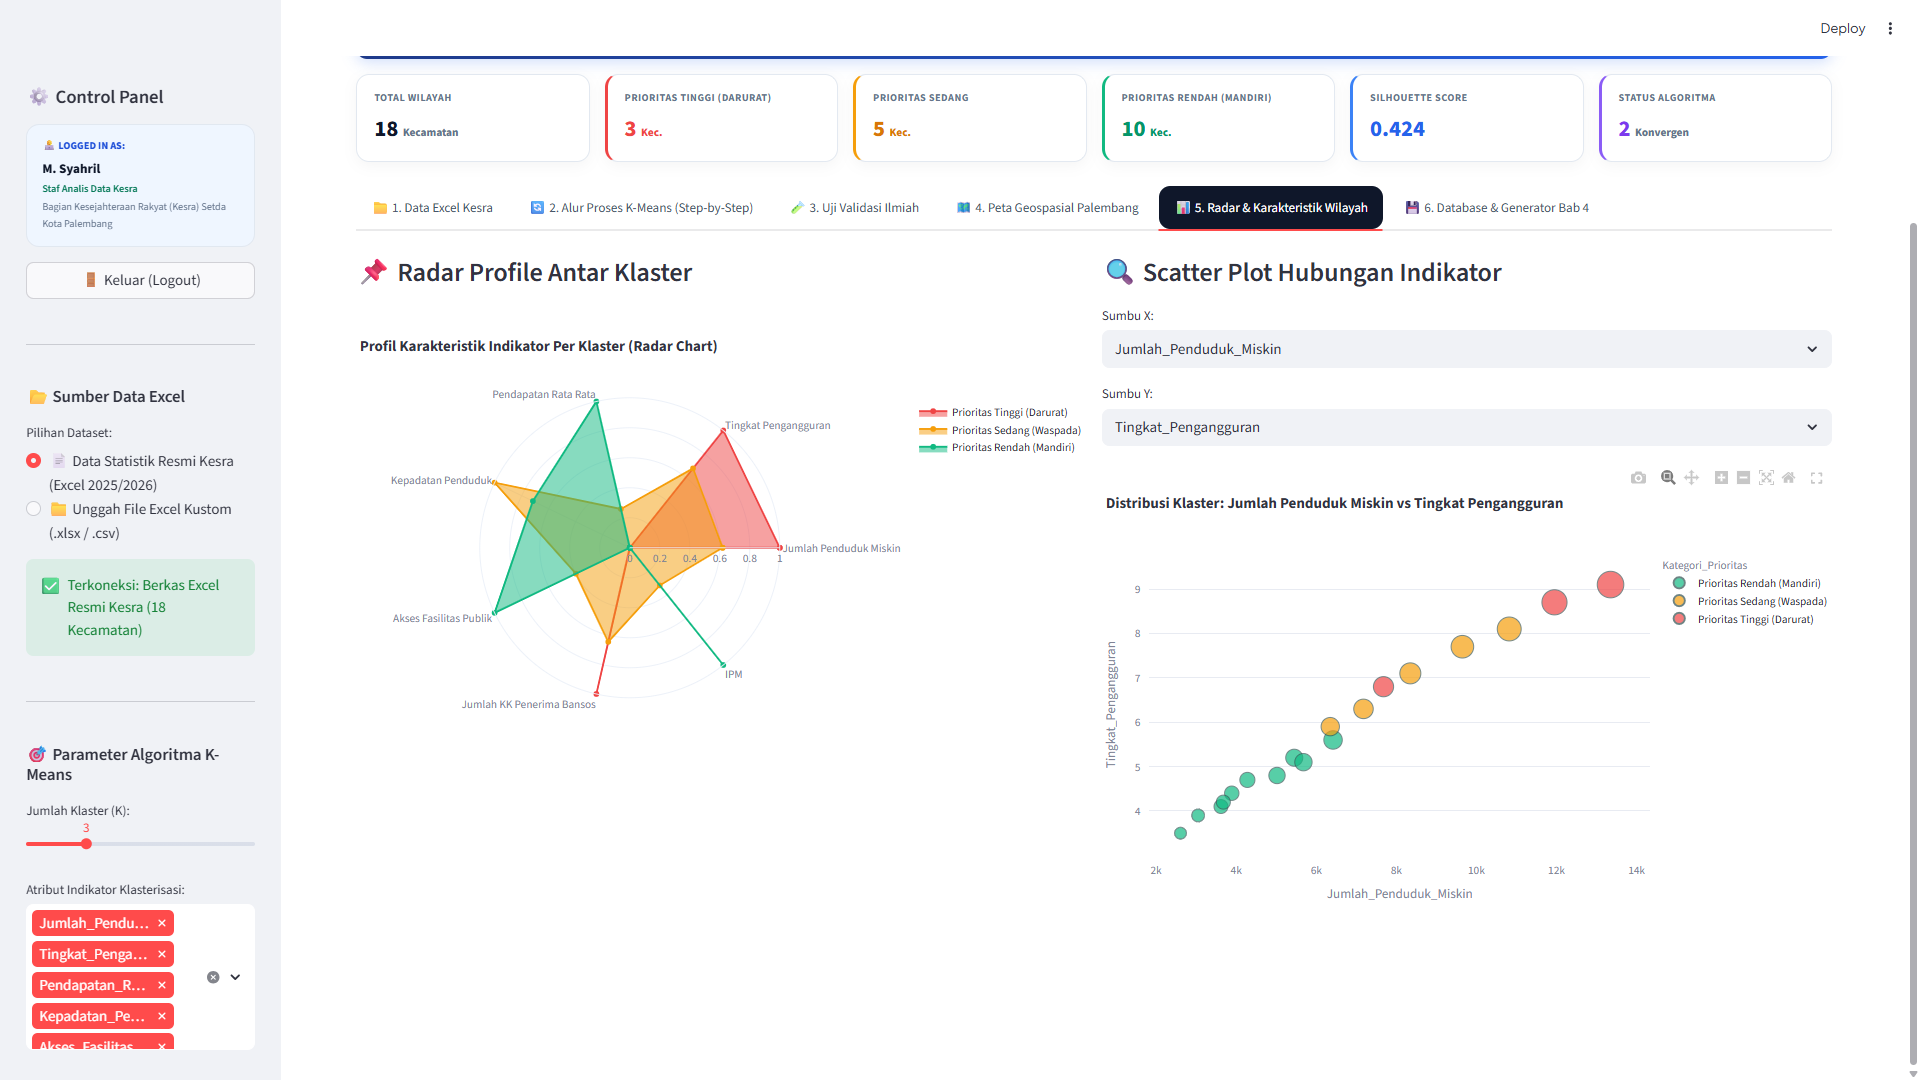 Deploy
Control Panel
LOGGED IN AS:
M. Syahril
Staf Analis Data Kesra
Bagian Kesejahteraan Rakyat (Kesra) Setda
Kota Palembang
Keluar (Logout)
Sumber Data Excel
Pilihan Dataset:
Data Statistik Resmi Kesra
(Excel 2025/2026)
Unggah File Excel Kustom
(.xlsx / .csv)
Terkoneksi: Berkas Excel
Resmi Kesra (18
Kecamatan)
Parameter Algoritma K-
Means
Jumlah Klaster (K):
3
Atribut Indikator Klasterisasi:
Jumlah_Pendu...
Tingkat_Penga...
Pendapatan_R...
Kepadatan_Pe...
Akses_Fasilitas
TOTAL WILAYAH
18 Kecamatan
PRIORITAS TINGGI (DARURAT)
3 Kec.
PRIORITAS SEDANG
5 Kec.
PRIORITAS RENDAH (MANDIRI)
10 Kec.
SILHOUETTE SCORE
0.424
STATUS ALGORITMA
2 Konvergen
1. Data Excel Kesra
2. Alur Proses K-Means (Step-by-Step)
3. Uji Validasi Ilmiah
4. Peta Geospasial Palembang
5. Radar & Karakteristik Wilayah
6. Database & Generator Bab 4
Radar Profile Antar Klaster
Profil Karakteristik Indikator Per Klaster (Radar Chart)
Pendapatan Rata Rata
Tingkat Pengangguran
Kepadatan Penduduk
Jumlah Penduduk Miskin
0 0.2 0.4 0.6 0.8 1
Akses Fasilitas Publik
IPM
Jumlah KK Penerima Bansos
Prioritas Tinggi (Darurat)
Prioritas Sedang (Waspada)
Prioritas Rendah (Mandiri)
Scatter Plot Hubungan Indikator
Sumbu X:
Jumlah_Penduduk_Miskin
Sumbu Y:
Tingkat_Pengangguran
Distribusi Klaster: Jumlah Penduduk Miskin vs Tingkat Pengangguran
Kategori_Prioritas
Prioritas Rendah (Mandiri)
Prioritas Sedang (Waspada)
Prioritas Tinggi (Darurat)
Tingkat_Pengangguran
9
8
7
6
5
4
2k 4k 6k 8k 10k 12k 14k
Jumlah_Penduduk_Miskin